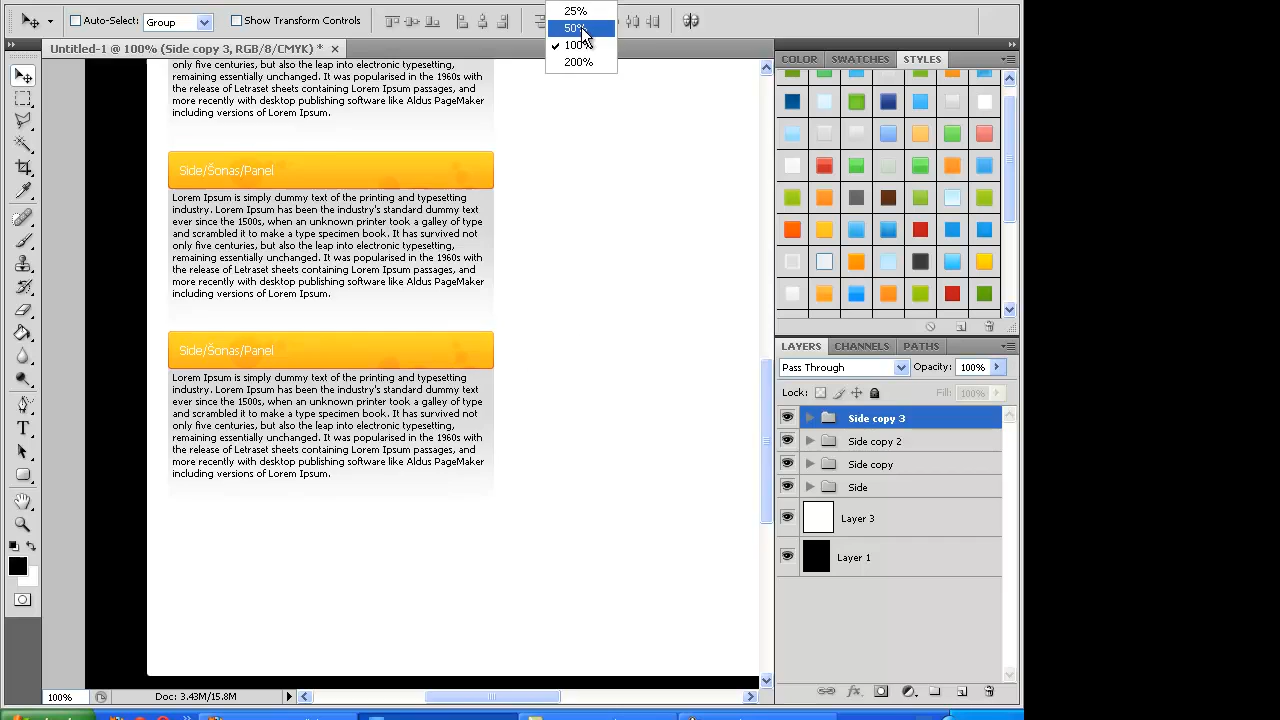 25%
50%
100%
200%
Auto-Select: Group Show Transform Controls
Untitled-1 @ 100% (Side copy 3, RGB/8/CMYK) * ×
only five centuries, but also the leap into electronic typesetting,
remaining essentially unchanged. It was popularised in the 1960s with
the release of Letraset sheets containing Lorem Ipsum passages, and
more recently with desktop publishing software like Aldus PageMaker
including versions of Lorem Ipsum.
Side/Šonas/Panel
Lorem Ipsum is simply dummy text of the printing and typesetting
industry. Lorem Ipsum has been the industry's standard dummy text
ever since the 1500s, when an unknown printer took a galley of type
and scrambled it to make a type specimen book. It has survived not
only five centuries, but also the leap into electronic typesetting,
remaining essentially unchanged. It was popularised in the 1960s with
the release of Letraset sheets containing Lorem Ipsum passages, and
more recently with desktop publishing software like Aldus PageMaker
including versions of Lorem Ipsum.
Side/Šonas/Panel
Lorem Ipsum is simply dummy text of the printing and typesetting
industry. Lorem Ipsum has been the industry's standard dummy text
ever since the 1500s, when an unknown printer took a galley of type
and scrambled it to make a type specimen book. It has survived not
only five centuries, but also the leap into electronic typesetting,
remaining essentially unchanged. It was popularised in the 1960s with
the release of Letraset sheets containing Lorem Ipsum passages, and
more recently with desktop publishing software like Aldus PageMaker
including versions of Lorem Ipsum.
COLOR SWATCHES STYLES
LAYERS CHANNELS PATHS
Pass Through Opacity: 100%
Lock: Fill: 100%
Side copy 3
Side copy 2
Side copy
Side
Layer 3
Layer 1
100% Doc: 3.43M/15.8M